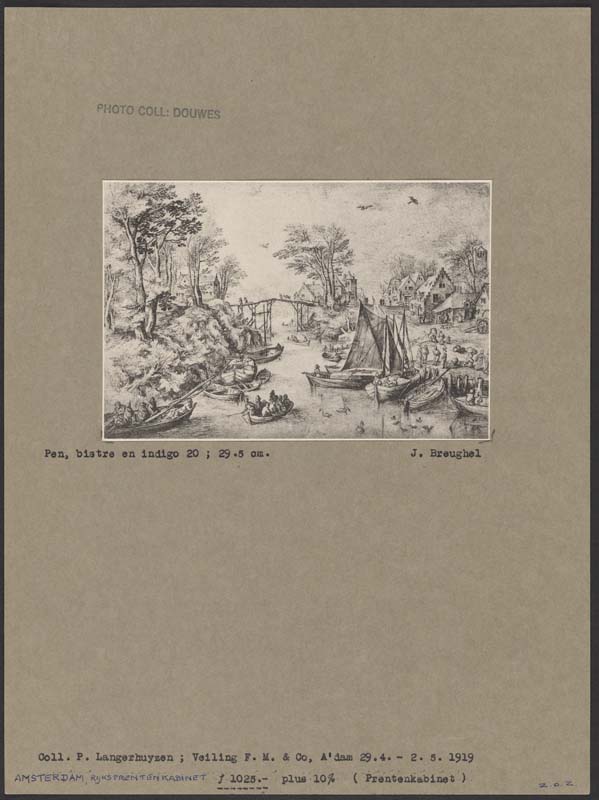 PHOTO COLL: DOUWES
Pen, bistre en indigo 20 ; 29.5 cm. J. Breughel
Coll. P. Langerhuyzen ; Veiling F. M. & Co, A'dam 29.4. - 2. 5. 1919
AMSTERDAM, RIJKSPRENTENKABINET ƒ 1025.- plus 10% ( Prentenkabinet )
z.o.z.